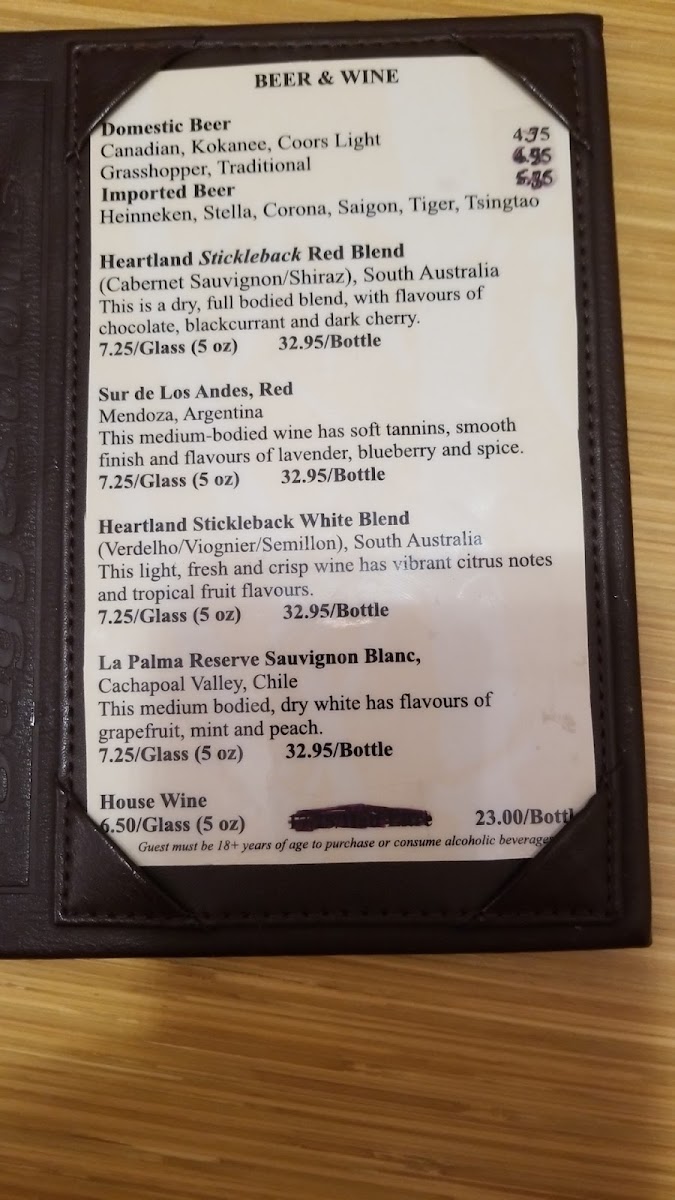 BEER & WINE
Domestic Beer
Canadian, Kokanee, Coors Light 4.95
Grasshopper, Traditional 6.95
Imported Beer
Heinneken, Stella, Corona, Saigon, Tiger, Tsingtao
Heartland Stickleback Red Blend
(Cabernet Sauvignon/Shiraz), South Australia
This is a dry, full bodied blend, with flavours of
chocolate, blackcurrant and dark cherry.
7.25/Glass (5 oz) 32.95/Bottle
Sur de Los Andes, Red
Mendoza, Argentina
This medium-bodied wine has soft tannins, smooth
finish and flavours of lavender, blueberry and spice.
7.25/Glass (5 oz) 32.95/Bottle
Heartland Stickleback White Blend
(Verdelho/Viognier/Semillon), South Australia
This light, fresh and crisp wine has vibrant citrus notes
and tropical fruit flavours.
7.25/Glass (5 oz) 32.95/Bottle
La Palma Reserve Sauvignon Blanc,
Cachapoal Valley, Chile
This medium bodied, dry white has flavours of
grapefruit, mint and peach.
7.25/Glass (5 oz) 32.95/Bottle
House Wine
6.50/Glass (5 oz) 23.00/Bottl
Guest must be 18+ years of age to purchase or consume alcoholic beverage